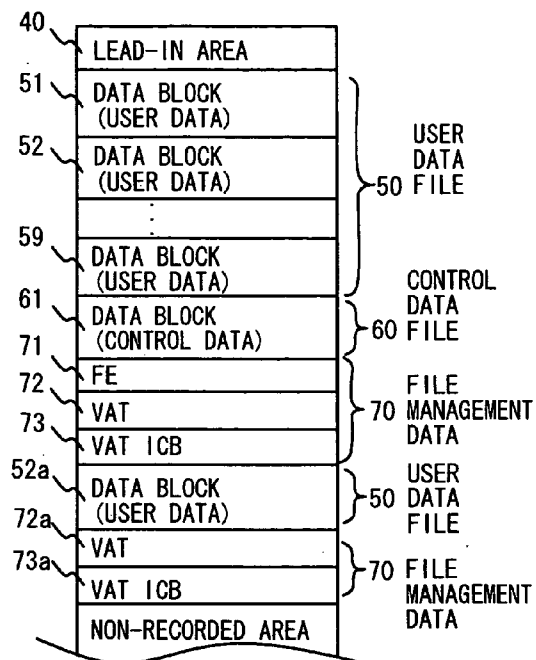 40
LEAD-IN AREA
51
DATA BLOCK
(USER DATA)
52
DATA BLOCK
(USER DATA)
59
DATA BLOCK
(USER DATA)
50
USER
DATA
FILE
61
DATA BLOCK
(CONTROL DATA)
60
CONTROL
DATA
FILE
71
FE
72
VAT
73
VAT ICB
70
FILE
MANAGEMENT
DATA
52a
DATA BLOCK
(USER DATA)
50
USER
DATA
FILE
72a
VAT
73a
VAT ICB
70
FILE
MANAGEMENT
DATA
NON-RECORDED AREA